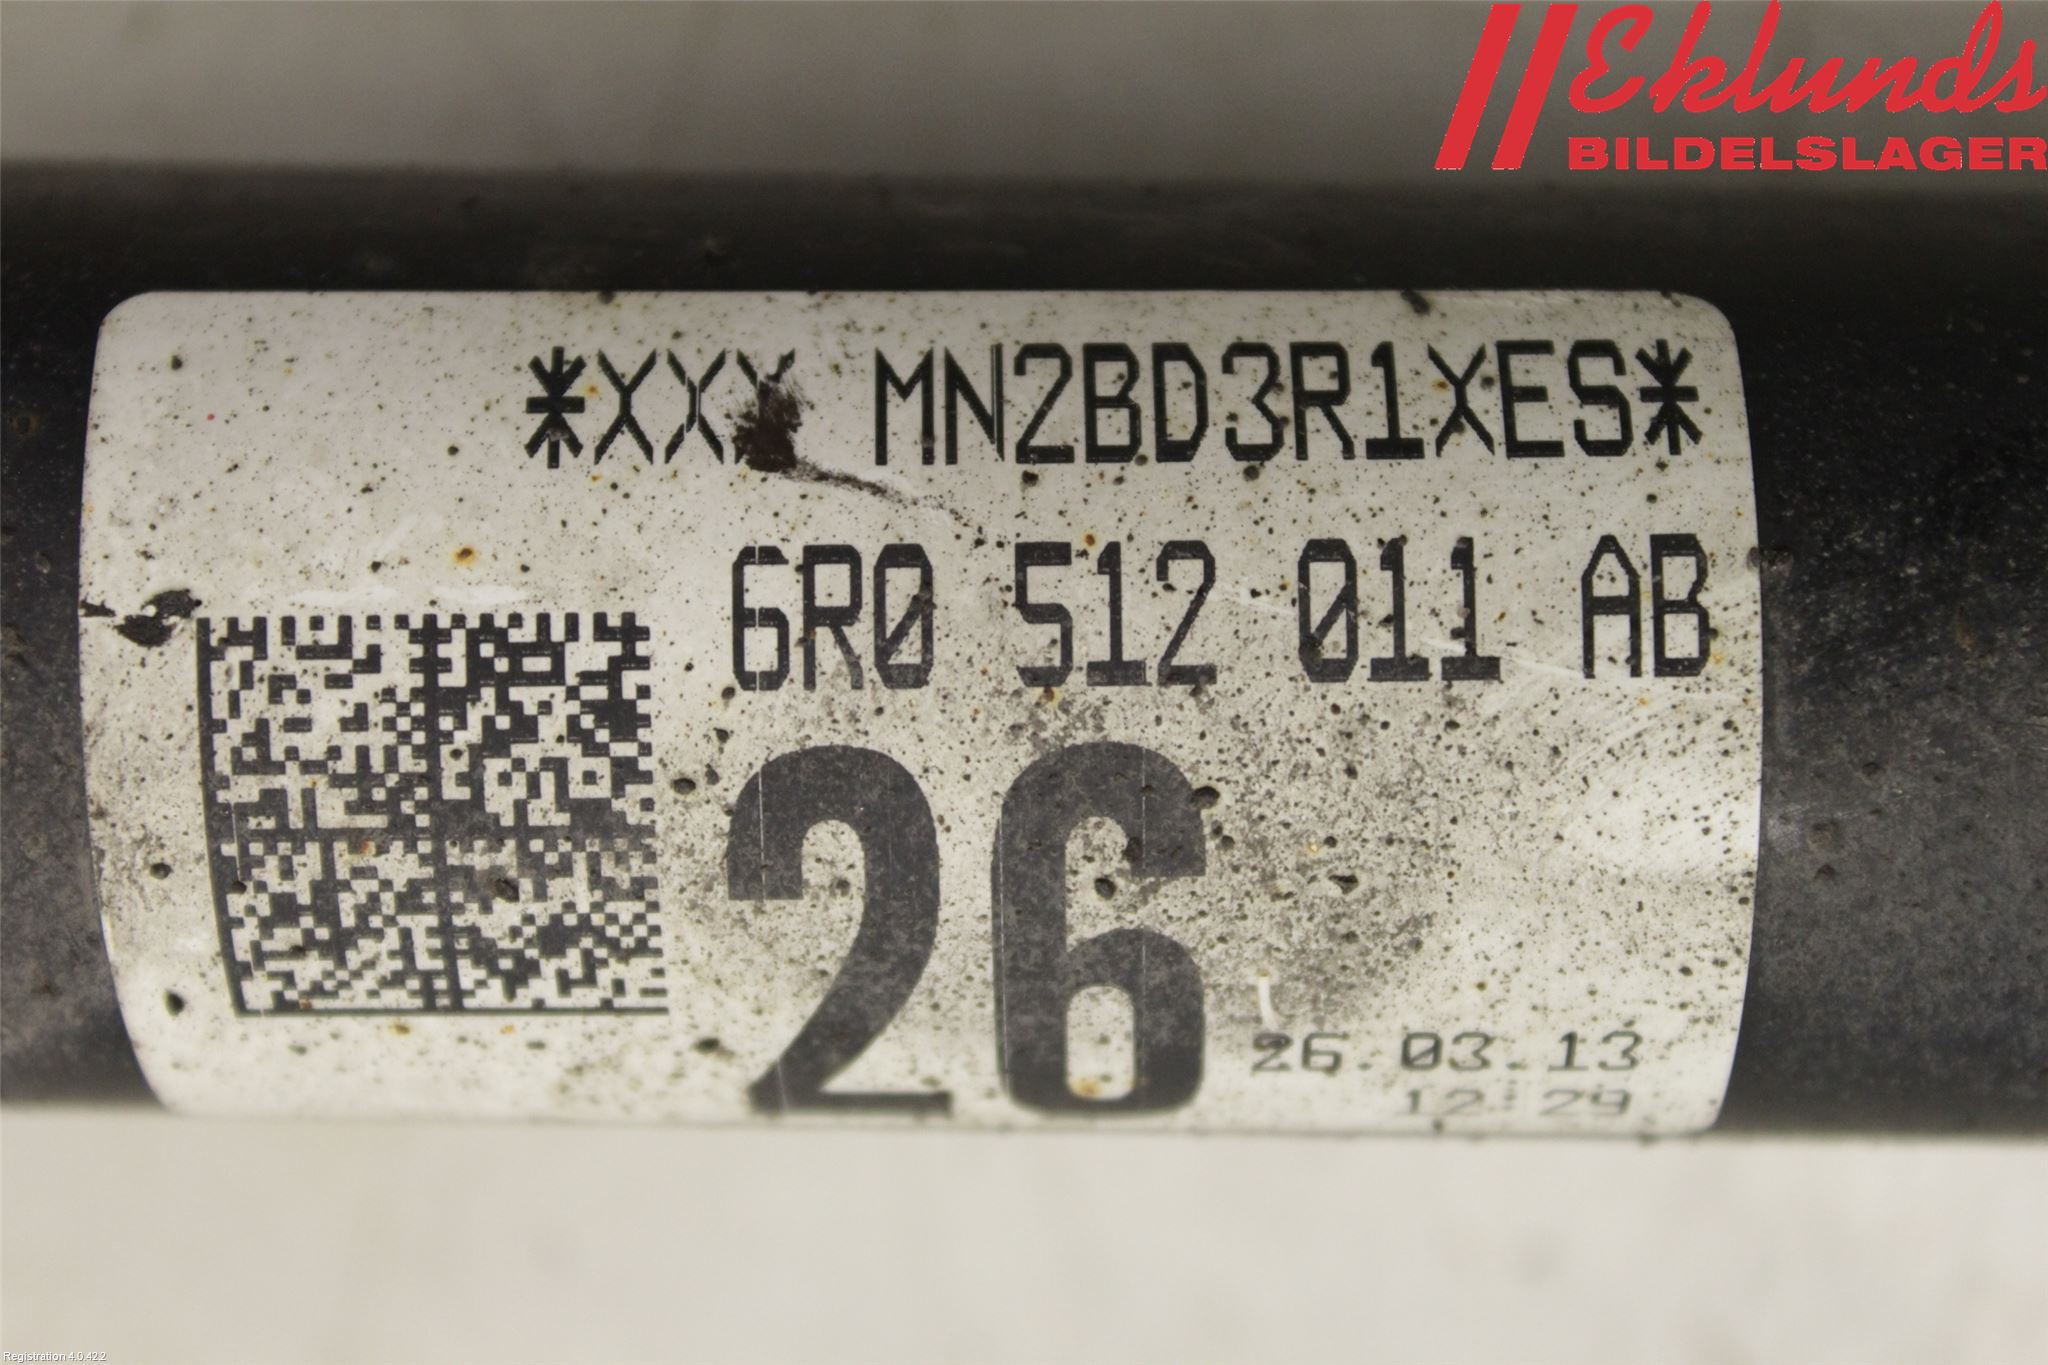 Eklunds
BILDELSLAGER
*XXX MN2BD3R1XES*
6R0 512 011 AB
26
26.03.13
12:29
Registration 4.0.42.2